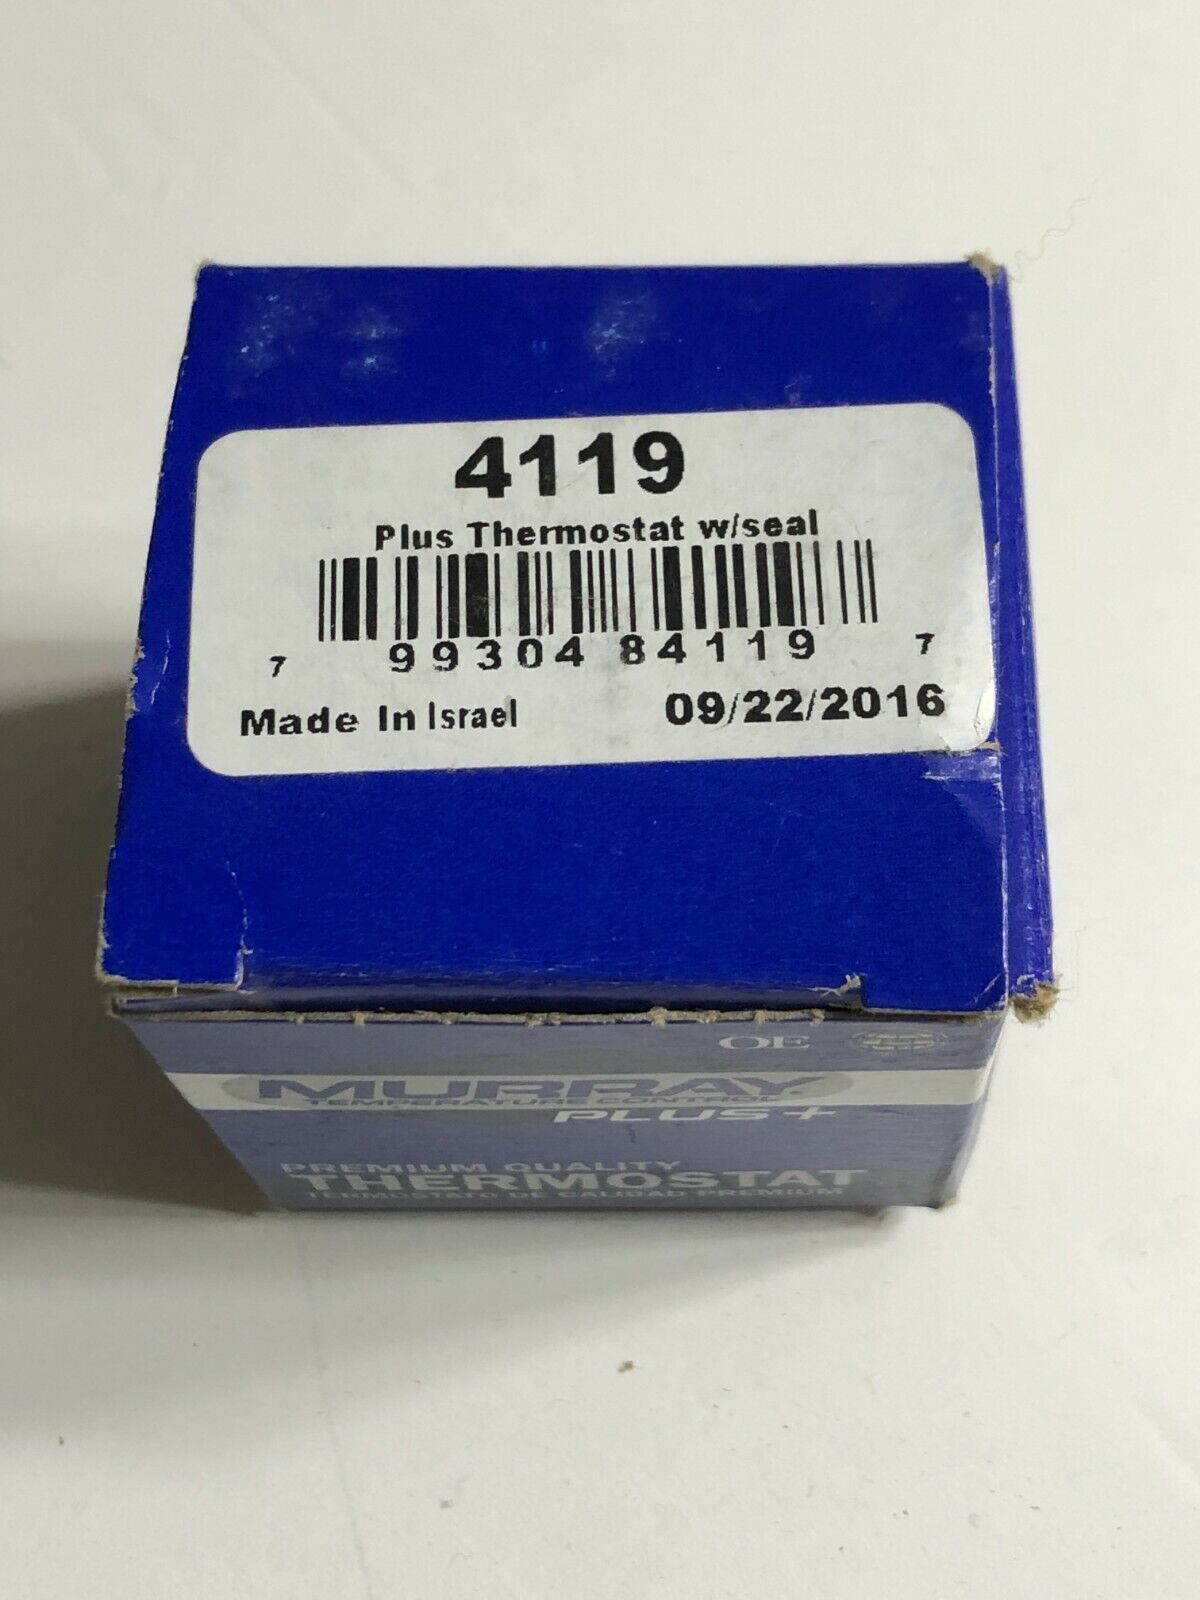 4119
Plus Thermostat w/seal
7 99304 84119 7
Made In Israel 09/22/2016
OE
MURRAY
TEMPERATURE CONTROL
PLUS+
PREMIUM QUALITY
THERMOSTAT
TERMOSTATO DE CALIDAD PREMIUM